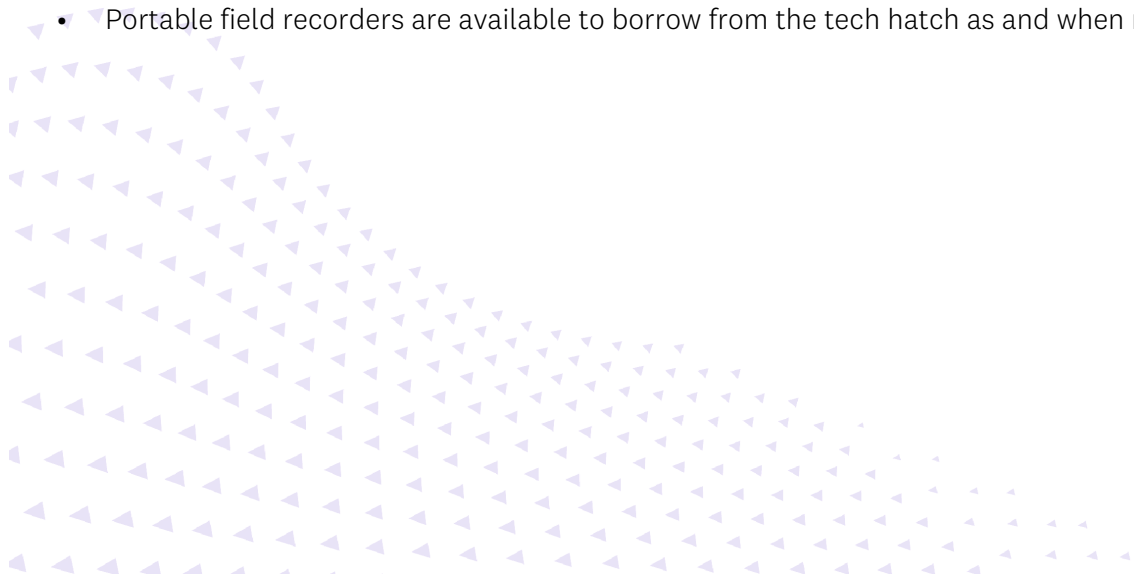 • Portable field recorders are available to borrow from the tech hatch as and when